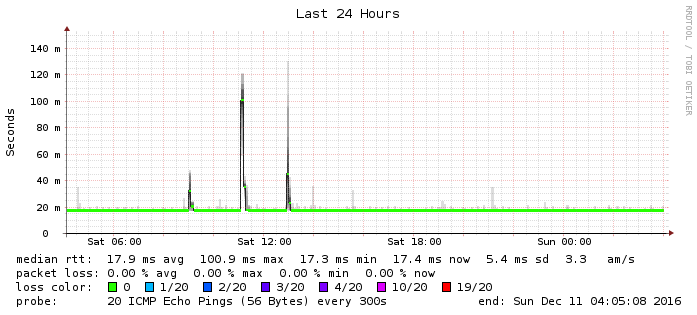 Last 24 Hours
RRDTOOL / TOBI OETIKER
Seconds
140 m
120 m
100 m
80 m
60 m
40 m
20 m
0
Sat 06:00 Sat 12:00 Sat 18:00 Sun 00:00
median rtt: 17.9 ms avg 100.9 ms max 17.3 ms min 17.4 ms now 5.4 ms sd 3.3 am/s
packet loss: 0.00 % avg 0.00 % max 0.00 % min 0.00 % now
loss color: 0 1/20 2/20 3/20 4/20 10/20 19/20
probe: 20 ICMP Echo Pings (56 Bytes) every 300s end: Sun Dec 11 04:05:08 2016